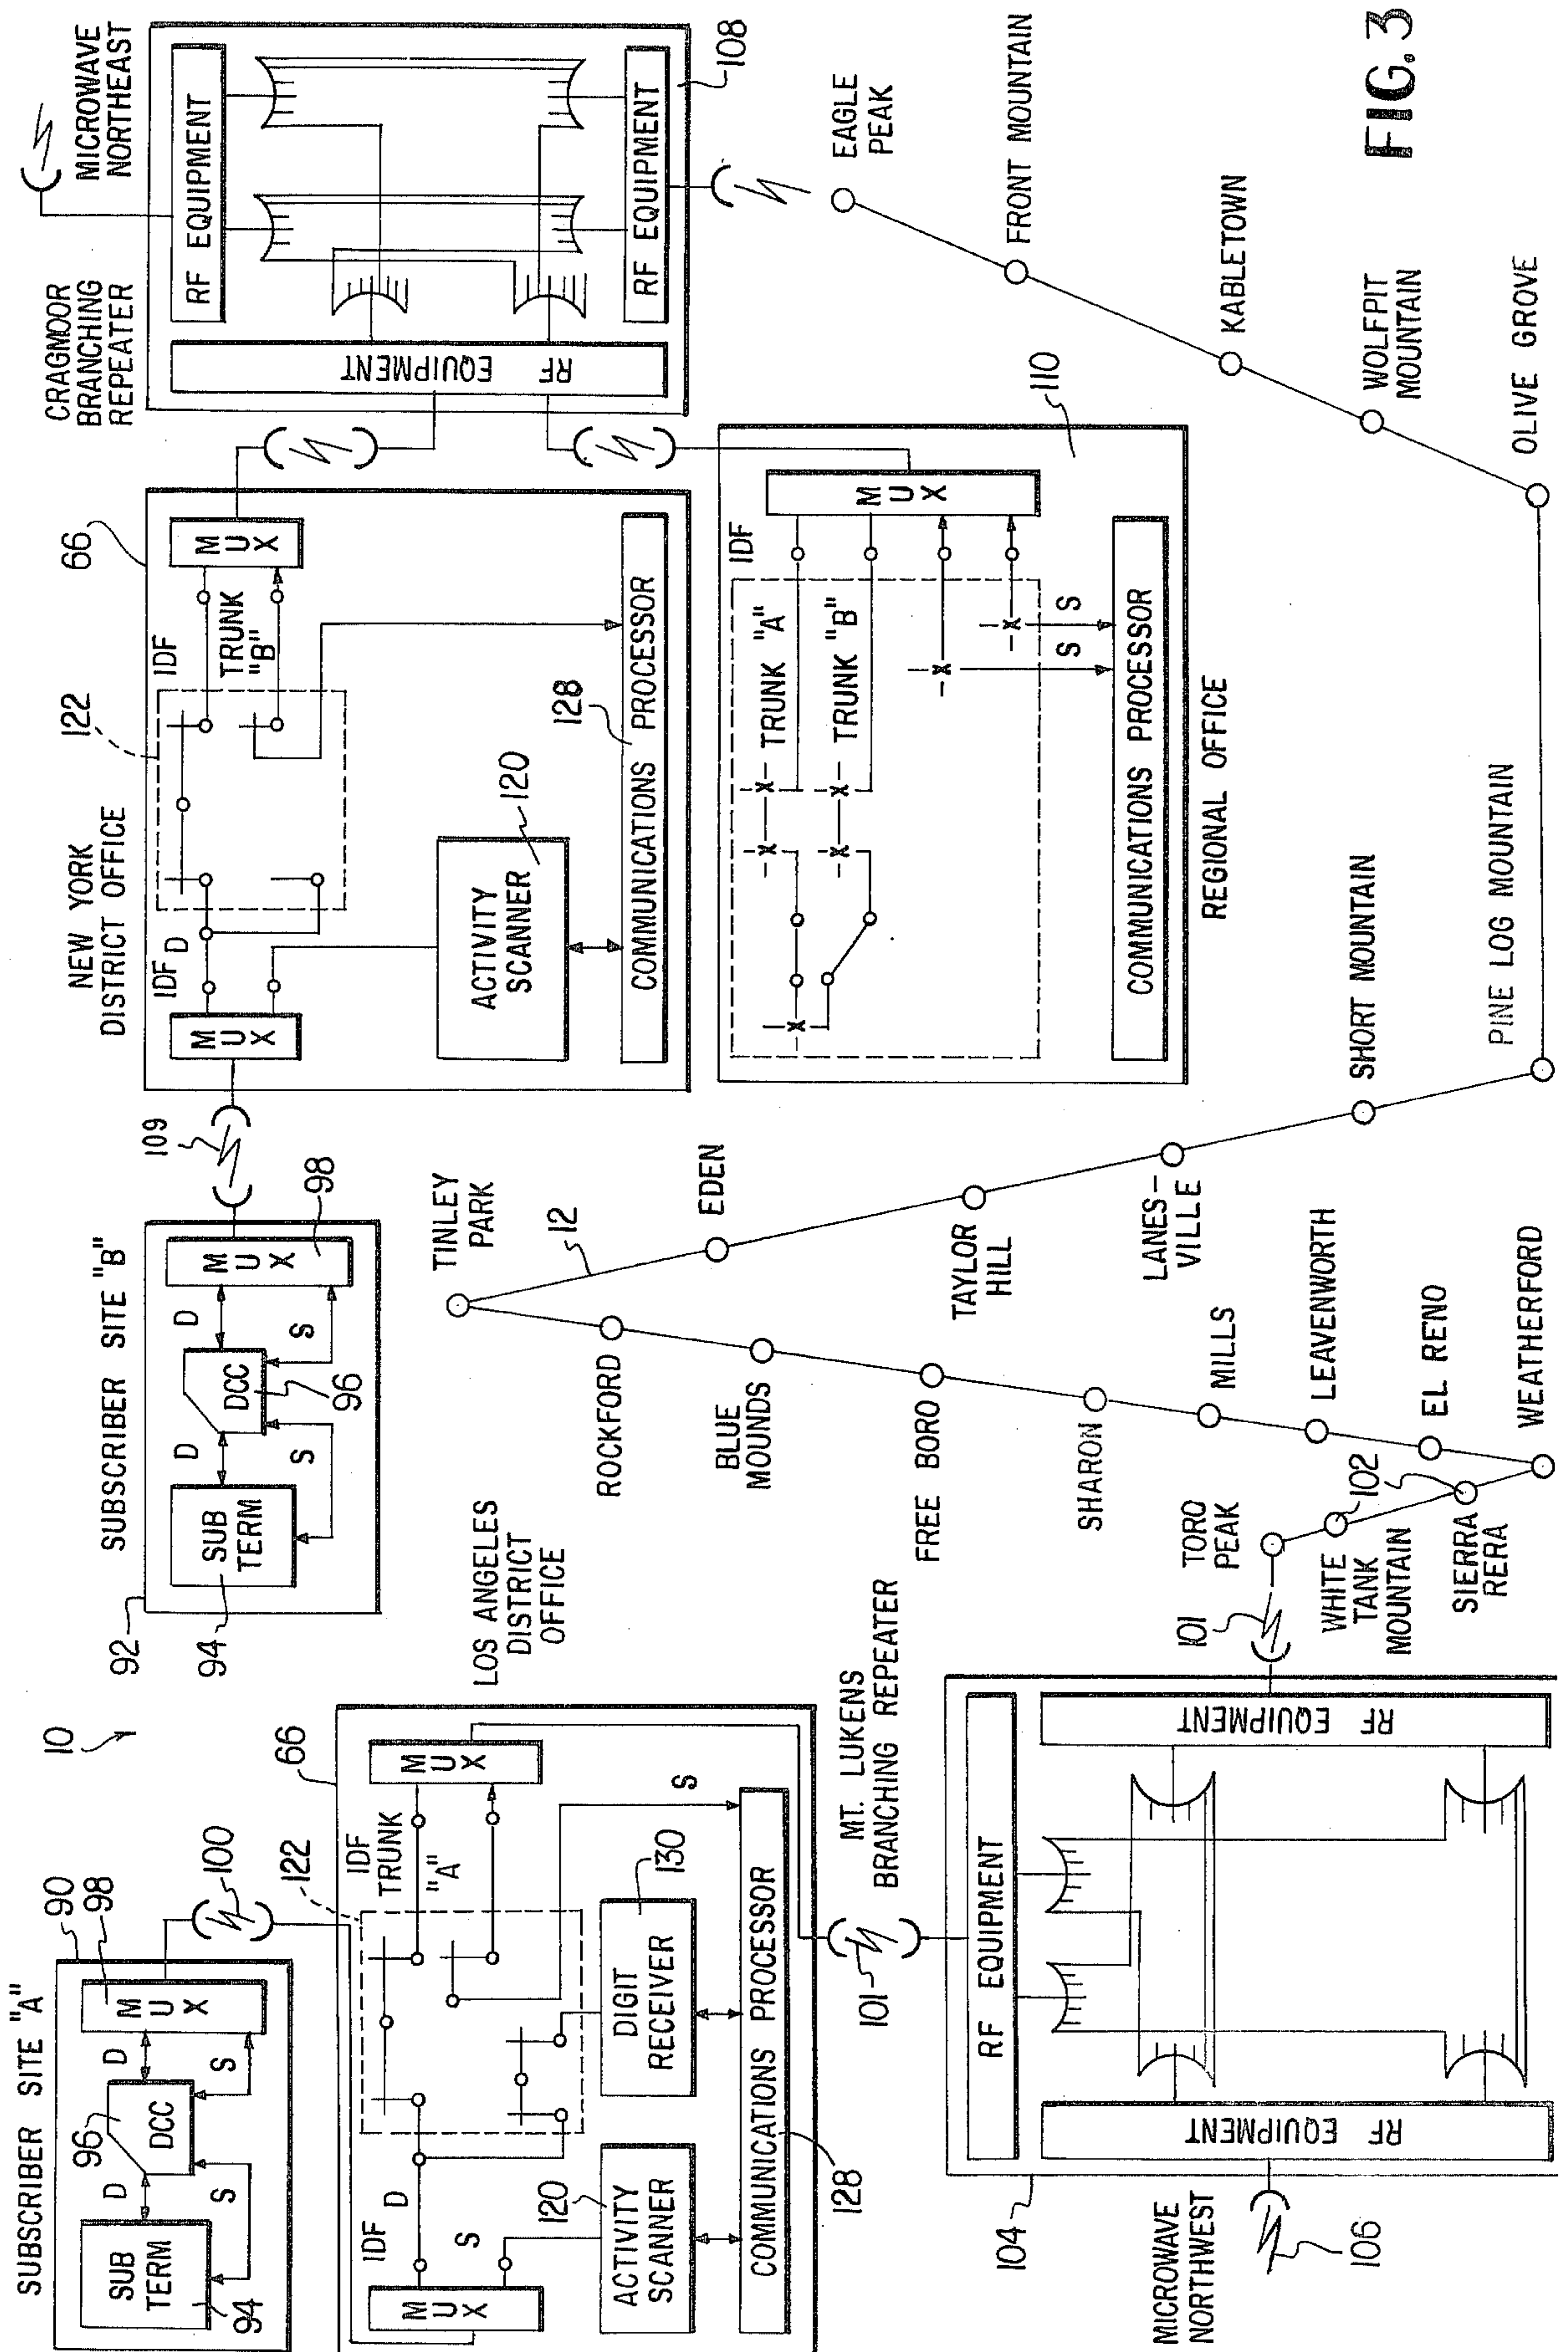 SUBSCRIBER SITE "A"
90
98
SUB
TERM
94
D
S
96
DCC
D
S
MUX
100
10
66
LOS ANGELES
DISTRICT
OFFICE
IDF
D
S
MUX
122
IDF
TRUNK
"A"
MUX
S
120
ACTIVITY
SCANNER
130
DIGIT
RECEIVER
COMMUNICATIONS PROCESSOR
128
101
MT. LUKENS
BRANCHING REPEATER
104
RF EQUIPMENT
RF EQUIPMENT
RF EQUIPMENT
MICROWAVE
NORTHWEST
106
101
TORO
PEAK
WHITE
TANK
MOUNTAIN
102
SIERRA
RERA
WEATHERFORD
EL RENO
LEAVENWORTH
MILLS
SHARON
FREE BORO
BLUE
MOUNDS
ROCKFORD
TINLEY
PARK
12
EDEN
TAYLOR
HILL
LANES-
VILLE
SHORT MOUNTAIN
PINE LOG MOUNTAIN
OLIVE GROVE
WOLFPIT
MOUNTAIN
KABLETOWN
FRONT MOUNTAIN
EAGLE
PEAK
SUBSCRIBER SITE "B"
92
SUB
TERM
94
D
S
DCC
96
D
S
MUX
98
109
NEW YORK
DISTRICT OFFICE
66
MUX
IDF
D
122
IDF
TRUNK
"B"
MUX
ACTIVITY
SCANNER
120
128
COMMUNICATIONS PROCESSOR
CRAGMOOR
BRANCHING
REPEATER
RF EQUIPMENT
RF EQUIPMENT
RF EQUIPMENT
MICROWAVE
NORTHEAST
108
110
IDF
MUX
TRUNK "A"
TRUNK "B"
S
S
COMMUNICATIONS PROCESSOR
REGIONAL OFFICE
FIG. 3